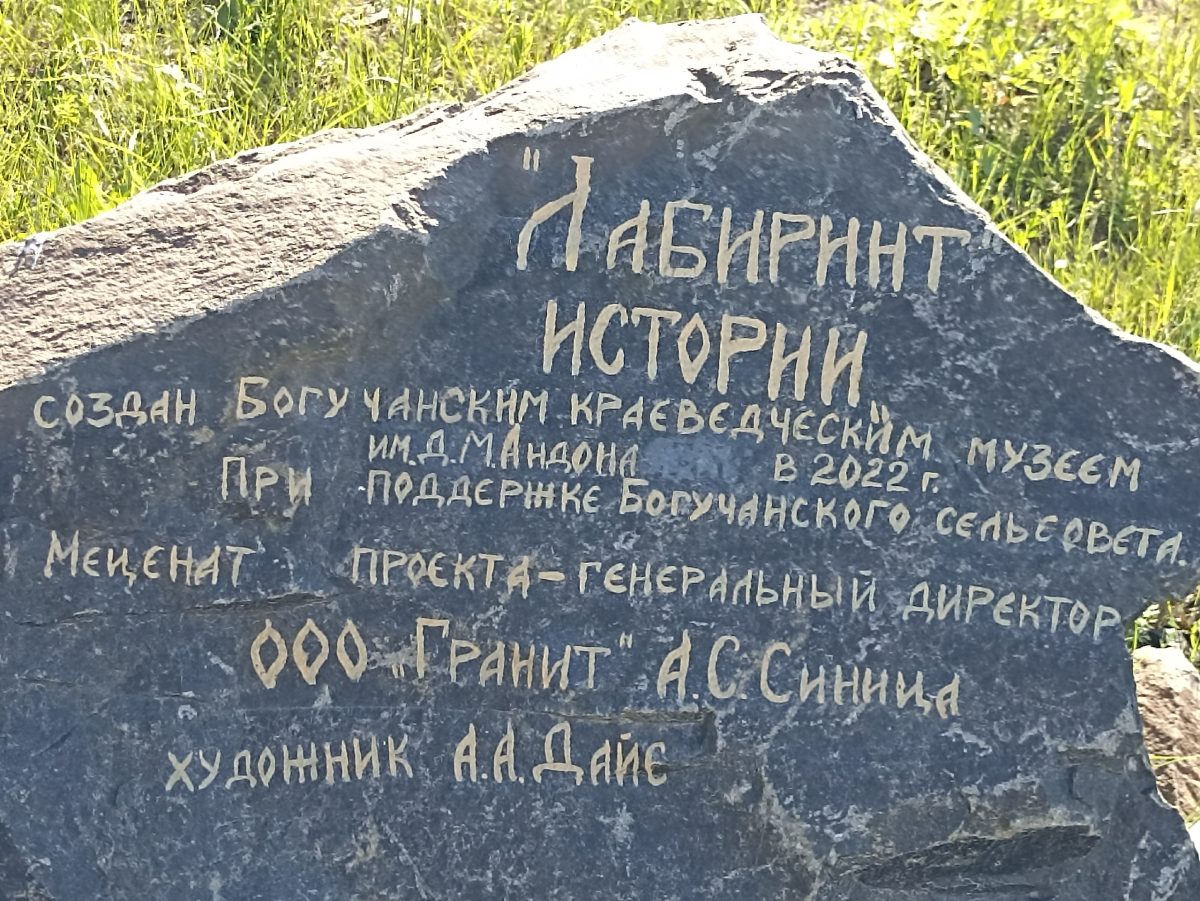 "Лабиринт
истории"
создан Богучанским краеведческим музеем
им. Д.М. Андона в 2022 г.
При поддержке Богучанского сельсовета.
Меценат проекта - генеральный директор
ООО „Гранит" А.С. Синица
художник А.А. Дайс